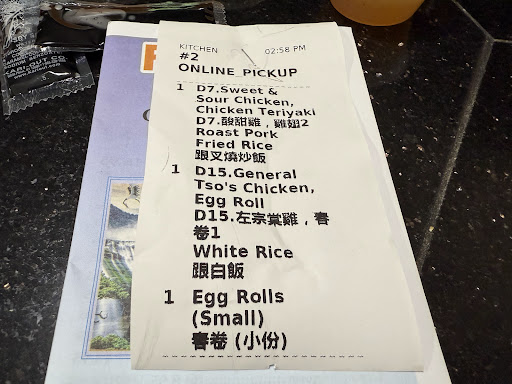 KITCHEN 02:58 PM
#2
ONLINE PICKUP
1 D7.Sweet &
Sour Chicken,
Chicken Teriyaki
D7.酸甜雞，雞翅2
Roast Pork
Fried Rice
跟叉燒炒飯
1 D15.General
Tso's Chicken,
Egg Roll
D15.左宗棠雞，春
卷1
White Rice
跟白飯
1 Egg Rolls
(Small)
春卷 (小份)
KARI-OUT CO.